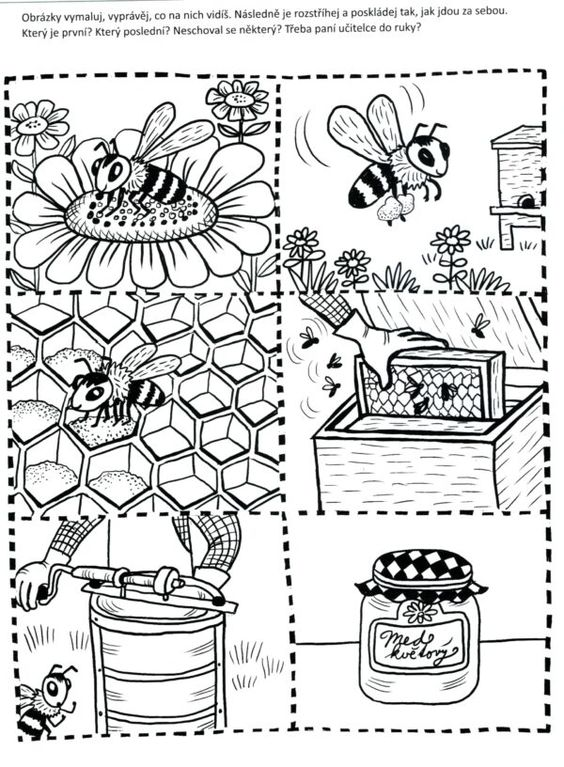 Obrázky vymaluj, vyprávěj, co na nich vidíš. Následně je rozstříhej a poskládej tak, jak jdou za sebou.
Který je první? Který poslední? Neschoval se některý? Třeba paní učitelce do ruky?
Med
květový